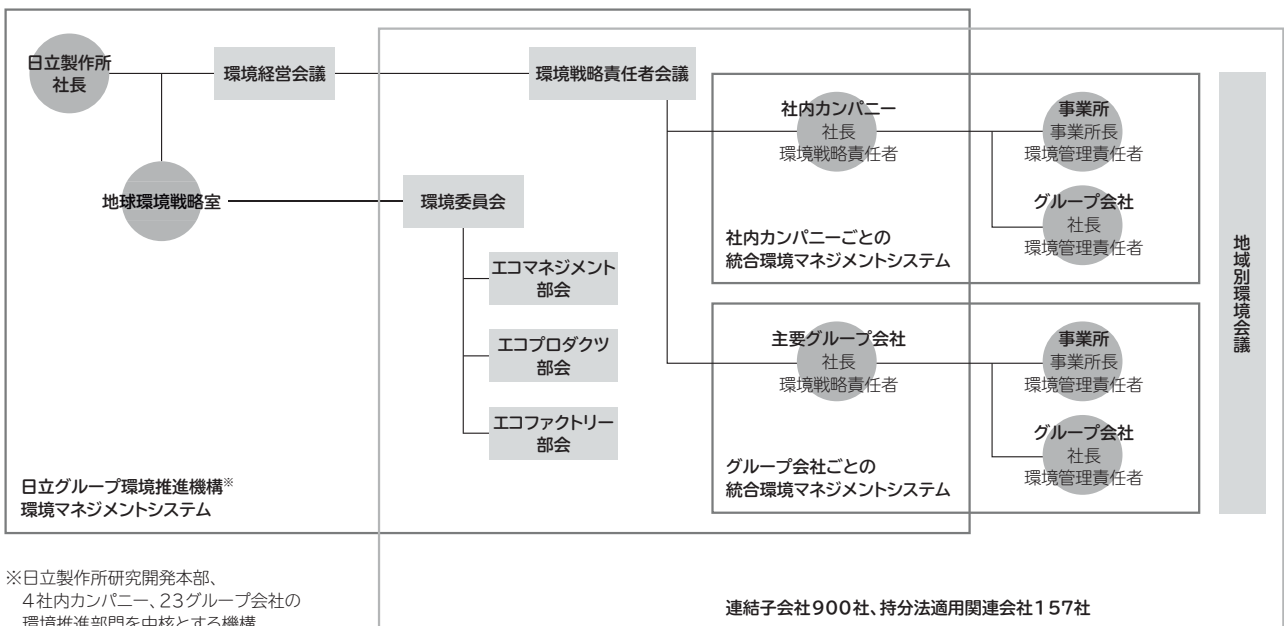 日立製作所
社長
環境経営会議
環境戦略責任者会議
地球環境戦略室
環境委員会
エコマネジメント
部会
エコプロダクツ
部会
エコファクトリー
部会
社内カンパニー
社長
環境戦略責任者
事業所
事業所長
環境管理責任者
グループ会社
社長
環境管理責任者
社内カンパニーごとの
統合環境マネジメントシステム
主要グループ会社
社長
環境戦略責任者
事業所
事業所長
環境管理責任者
グループ会社
社長
環境管理責任者
グループ会社ごとの
統合環境マネジメントシステム
地域別環境会議
日立グループ環境推進機構※
環境マネジメントシステム
※日立製作所研究開発本部、
4社内カンパニー、23グループ会社の
環境推進部門を中核とする機構
連結子会社900社、持分法適用関連会社157社